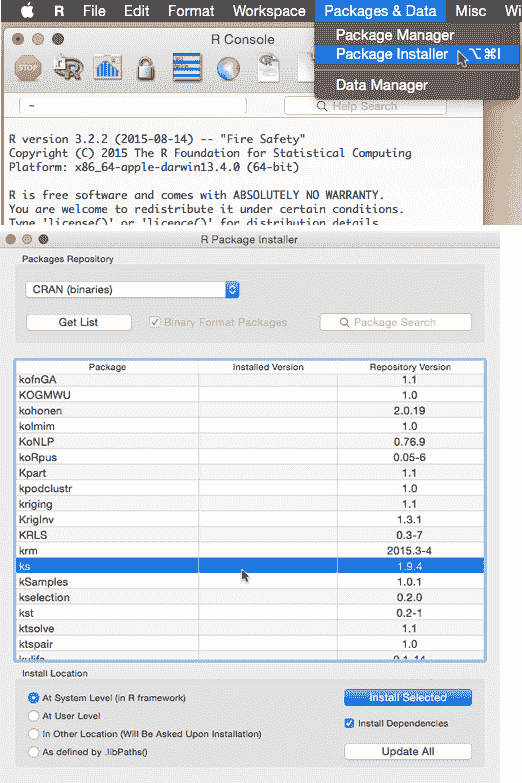 R File Edit Format Workspace Packages & Data Misc Wi
Package Manager
Package Installer ⌥⌘I
Data Manager
R Console
STOP
R
~
Help Search
R version 3.2.2 (2015-08-14) -- "Fire Safety"
Copyright (C) 2015 The R Foundation for Statistical Computing
Platform: x86_64-apple-darwin13.4.0 (64-bit)
R is free software and comes with ABSOLUTELY NO WARRANTY.
You are welcome to redistribute it under certain conditions.
Type 'license()' or 'licence()' for distribution details
R Package Installer
Packages Repository
CRAN (binaries)
Get List Binary Format Packages Package Search
Package Installed Version Repository Version
kofnGA 1.1
KOGMWU 1.0
kohonen 2.0.19
kolmim 1.0
KoNLP 0.76.9
koRpus 0.05-6
Kpart 1.1
kpodclustr 1.0
kriging 1.1
KrigInv 1.3.1
KRLS 0.3-7
krm 2015.3-4
ks 1.9.4
kSamples 1.0.1
kselection 0.2.0
kst 0.2-1
ktsolve 1.1
ktspair 1.0
kulife 0.1-14
Install Location
At System Level (in R framework)
At User Level
In Other Location (Will Be Asked Upon Installation)
As defined by .libPaths()
Install Selected
Install Dependencies
Update All